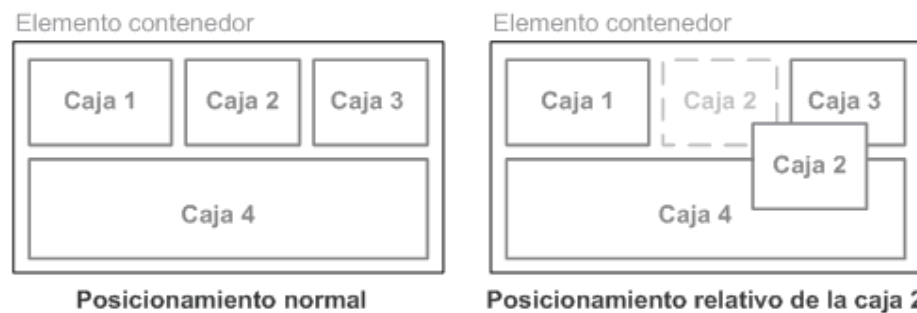 Elemento contenedor
Caja 1
Caja 2
Caja 3
Caja 4
Posicionamiento normal
Elemento contenedor
Caja 1
Caja 2
Caja 3
Caja 2
Caja 4
Posicionamiento relativo de la caja 2